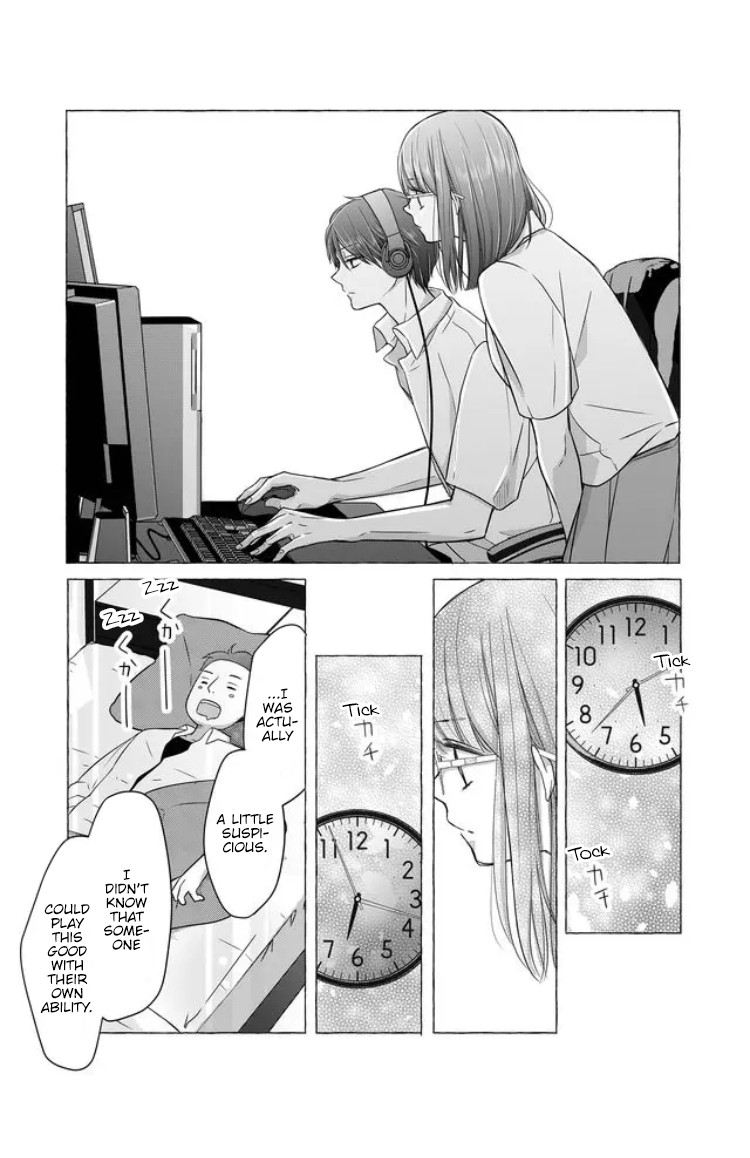 Tick
カチ
12
11
1
10
9
8
7
6
5
Tock
カチ
Tick
カチ
11
12
1
2
3
4
5
6
7
...I
WAS
ACTU-
ALLY
A LITTLE
SUSPI-
CIOUS.
Zzz
くかー
Zzz
くかー
I
DIDN'T
KNOW
THAT
SOME-
ONE
COULD
PLAY
THIS
GOOD
WITH
THEIR
OWN
ABILITY.